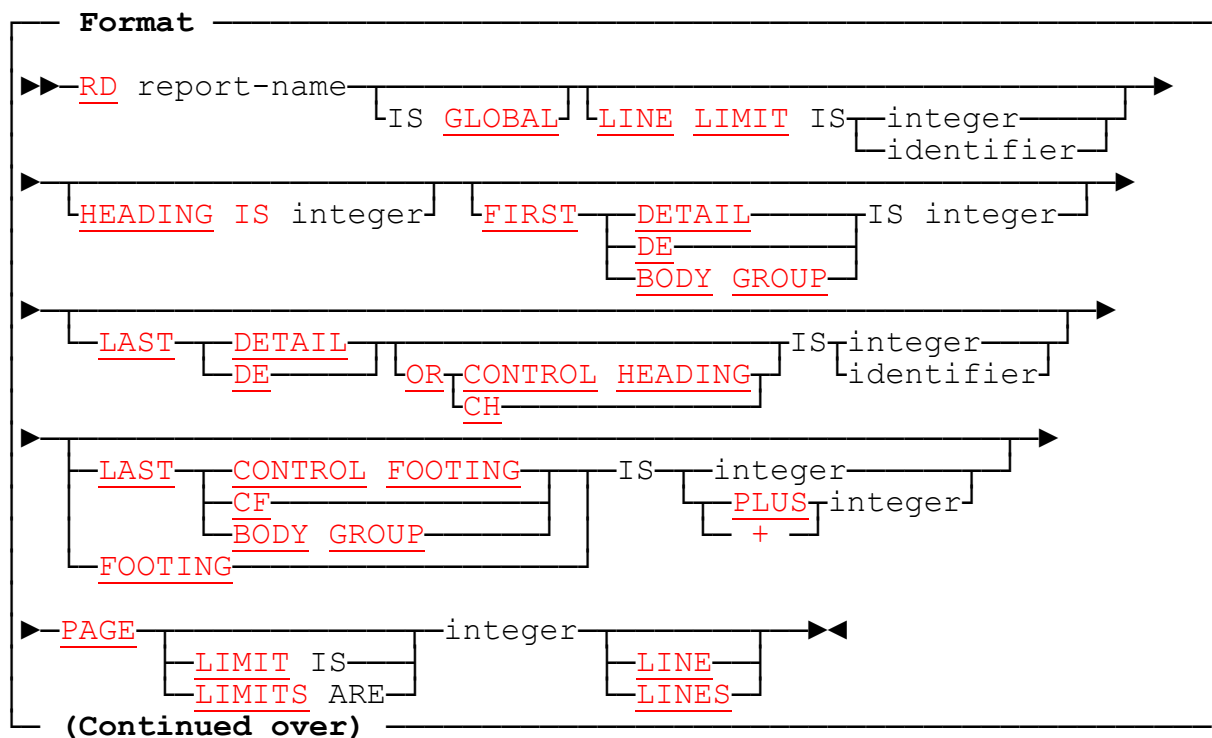 Format
RD report-name
IS GLOBAL LINE LIMIT IS integer
identifier
HEADING IS integer FIRST DETAIL IS integer
DE
BODY GROUP
LAST DETAIL IS integer
DE OR CONTROL HEADING identifier
CH
LAST CONTROL FOOTING IS integer
CF PLUS integer
BODY GROUP +
FOOTING
PAGE integer
LIMIT IS LINE
LIMITS ARE LINES
(Continued over)